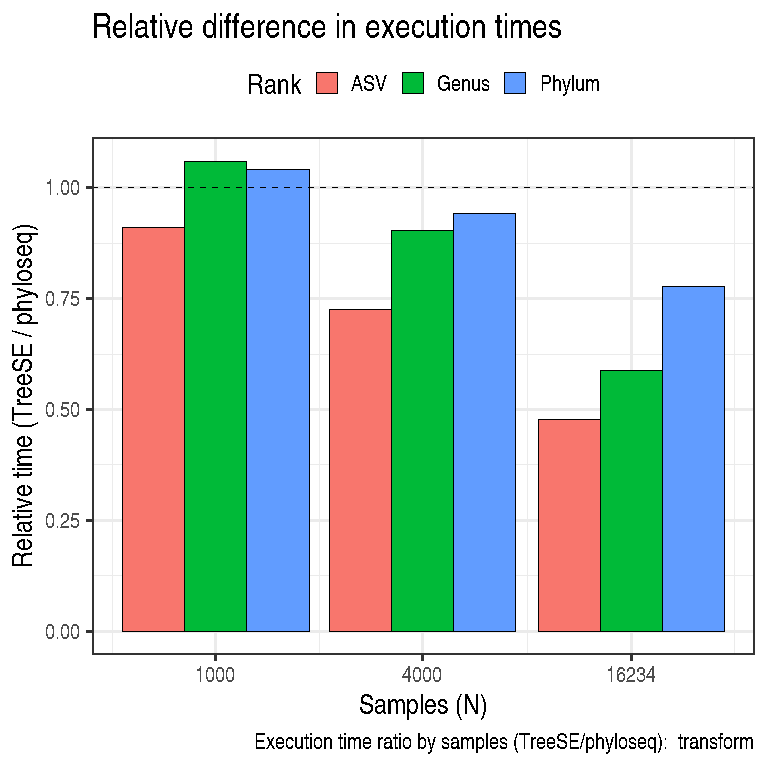 Relative difference in execution times
Rank ASV Genus Phylum
Relative time (TreeSE / phyloseq)
1.00
0.75
0.50
0.25
0.00
1000 4000 16234
Samples (N)
Execution time ratio by samples (TreeSE/phyloseq): transform